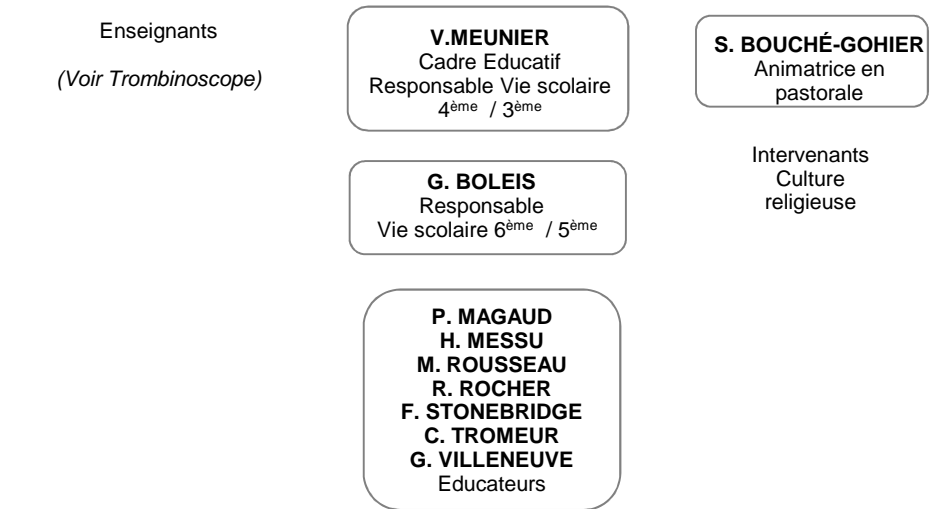 Enseignants
(Voir Trombinoscope)
V.MEUNIER
Cadre Educatif
Responsable Vie scolaire
4ème / 3ème
G. BOLEIS
Responsable
Vie scolaire 6ème / 5ème
P. MAGAUD
H. MESSU
M. ROUSSEAU
R. ROCHER
F. STONEBRIDGE
C. TROMEUR
G. VILLENEUVE
Educateurs
S. BOUCHÉ-GOHIER
Animatrice en
pastorale
Intervenants
Culture
religieuse